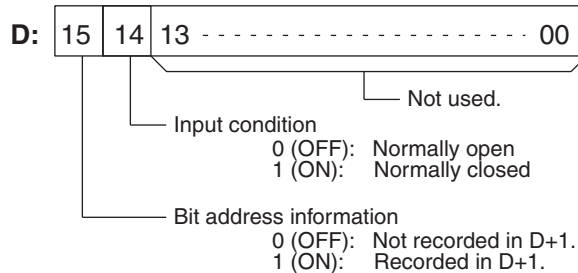 D: 15 14 13 - - - - - - - - - - - - - - - - - - - - - - - - 00
Not used.
Input condition
0 (OFF): Normally open
1 (ON): Normally closed
Bit address information
0 (OFF): Not recorded in D+1.
1 (ON): Recorded in D+1.